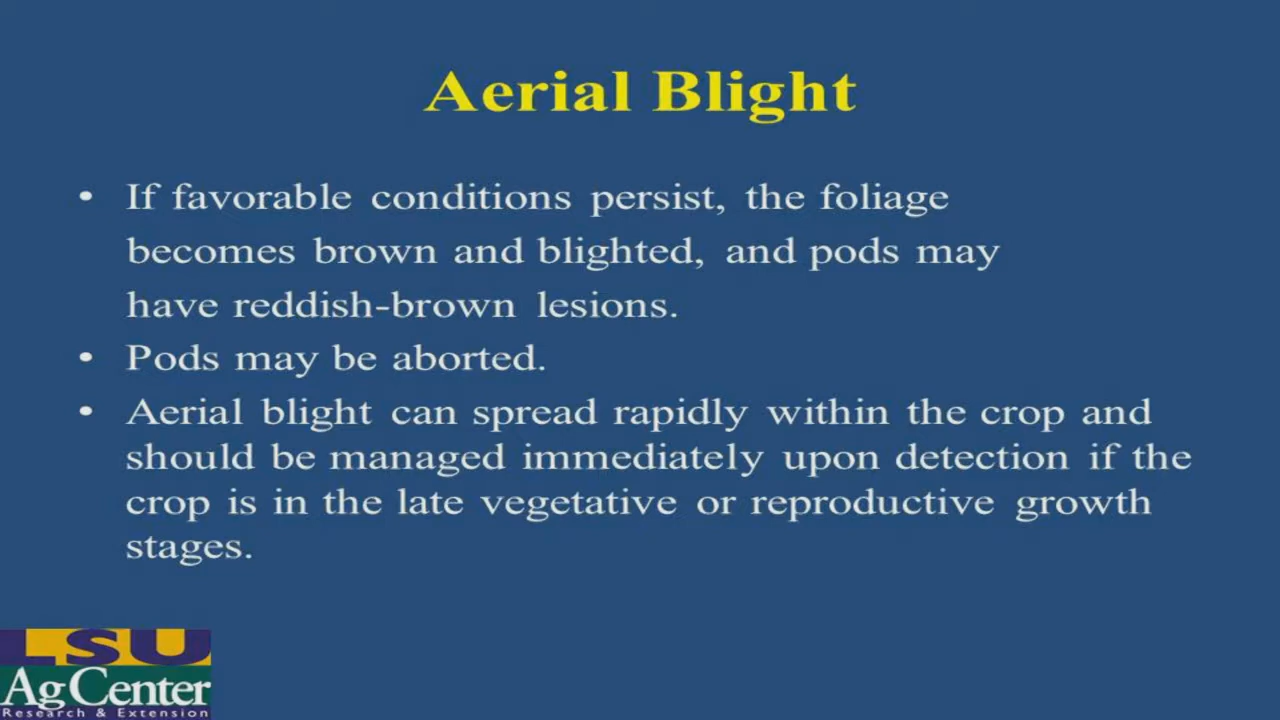 Aerial Blight
• If favorable conditions persist, the foliage
becomes brown and blighted, and pods may
have reddish-brown lesions.
• Pods may be aborted.
• Aerial blight can spread rapidly within the crop and
should be managed immediately upon detection if the
crop is in the late vegetative or reproductive growth
stages.
LSU
AgCenter
Research & Extension